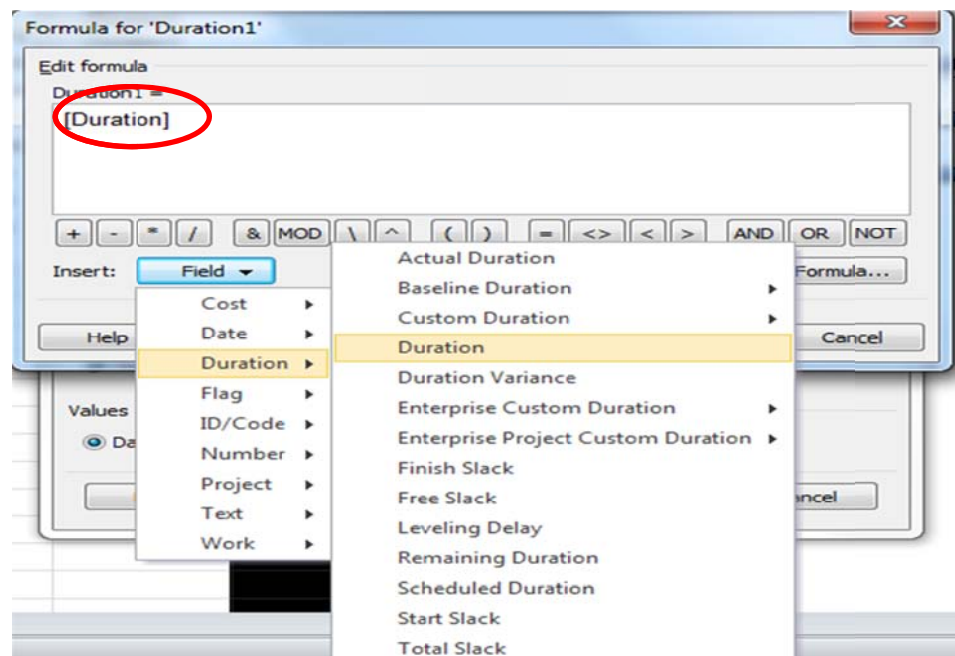 Formula for 'Duration1'
Edit formula
Duration1 =
[Duration]
+ - * / & MOD \ ^ ( ) = <> < > AND OR NOT
Insert: Field Formula...
Help Cancel
Cost
Date
Duration
Flag
ID/Code
Number
Project
Text
Work
Actual Duration
Baseline Duration
Custom Duration
Duration
Duration Variance
Enterprise Custom Duration
Enterprise Project Custom Duration
Finish Slack
Free Slack
Leveling Delay
Remaining Duration
Scheduled Duration
Start Slack
Total Slack
Values
Da
ncel